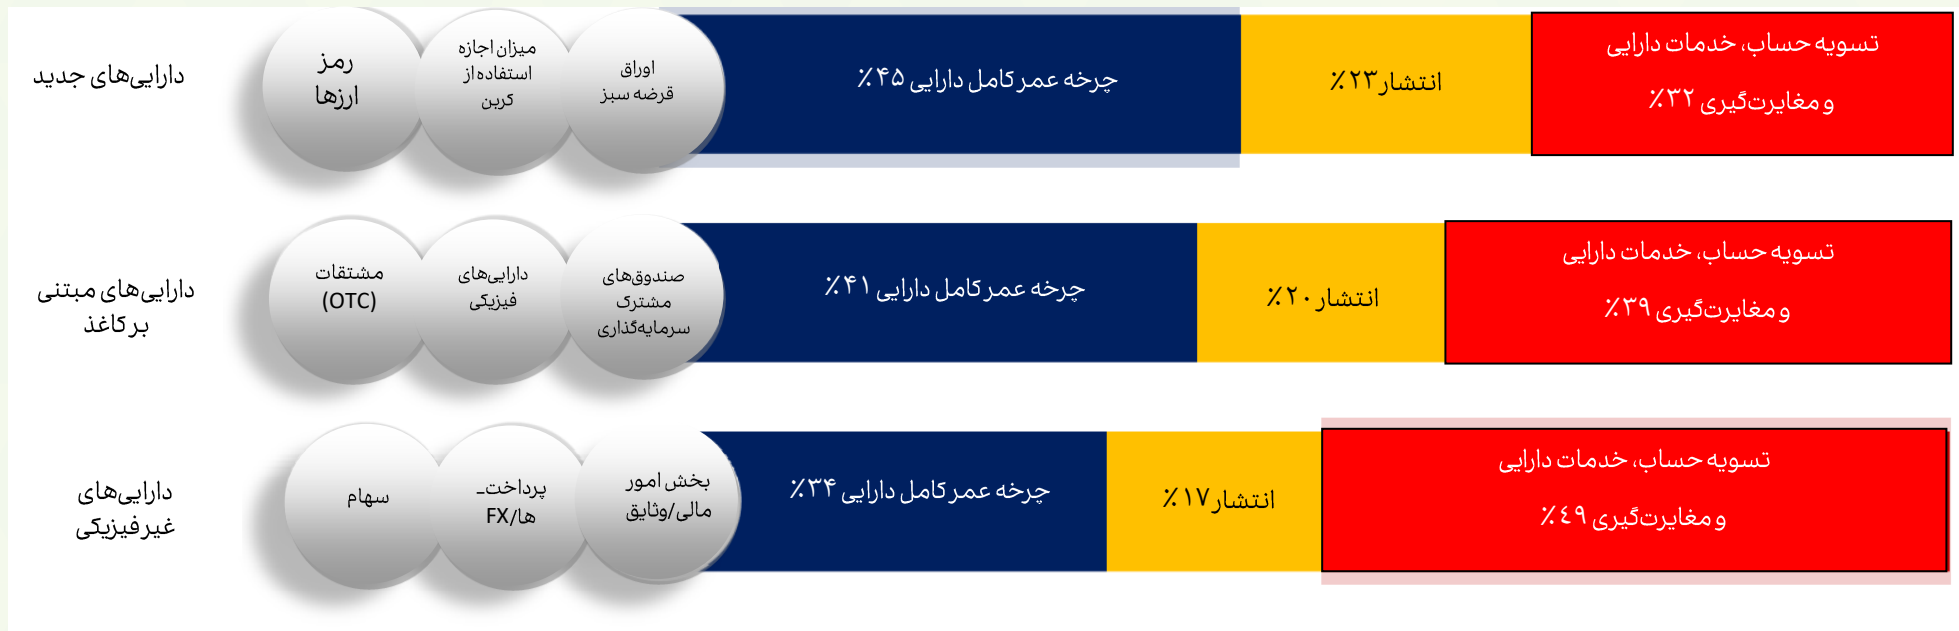 تسویه حساب، خدمات دارایی
و مغایرت‌گیری ۳۲٪
انتشار ۲۳٪
چرخه عمر کامل دارایی ۴۵٪
اوراق
قرضه سبز
میزان اجازه
استفاده از
کربن
رمز
ارزها
دارایی‌های جدید
تسویه حساب، خدمات دارایی
و مغایرت‌گیری ۳۹٪
انتشار ۲۰٪
چرخه عمر کامل دارایی ۴۱٪
صندوق‌های
مشترک
سرمایه‌گذاری
دارایی‌های
فیزیکی
مشتقات
(OTC)
دارایی‌های مبتنی
بر کاغذ
تسویه حساب، خدمات دارایی
و مغایرت‌گیری ٤٩٪
انتشار ۱۷٪
چرخه عمر کامل دارایی ۳۴٪
بخش امور
مالی/وثایق
پرداخت‌ـ
ها/FX
سهام
دارایی‌های
غیرفیزیکی